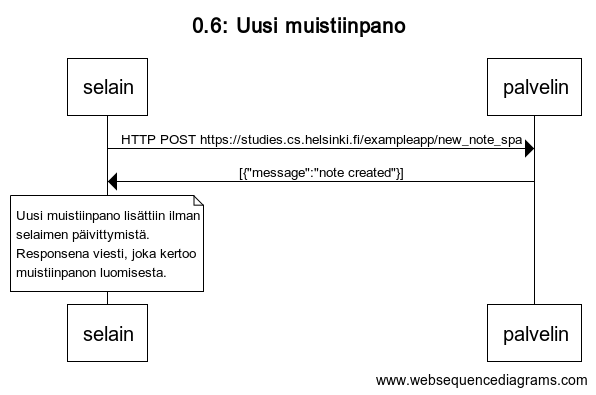 0.6: Uusi muistiinpano
selain
palvelin
HTTP POST https://studies.cs.helsinki.fi/exampleapp/new_note_spa
[{"message":"note created"}]
Uusi muistiinpano lisättiin ilman
selaimen päivittymistä.
Responsena viesti, joka kertoo
muistiinpanon luomisesta.
selain
palvelin
www.websequencediagrams.com